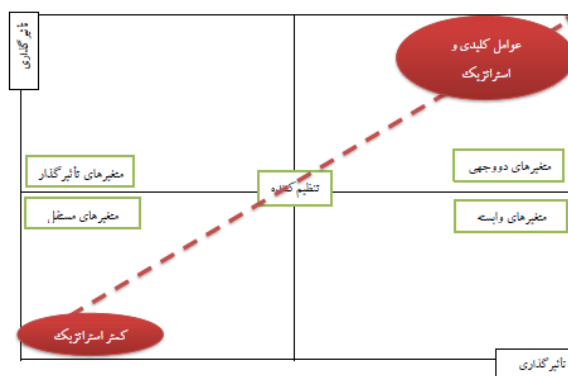 تأثیرگذاری
عوامل کلیدی و
استراتژیک
متغیرهای تأثیرگذار
متغیرهای دووجهی
تنظیم کننده
متغیرهای مستقل
متغیرهای وابسته
کمتر استراتژیک
تأثیرگذاری